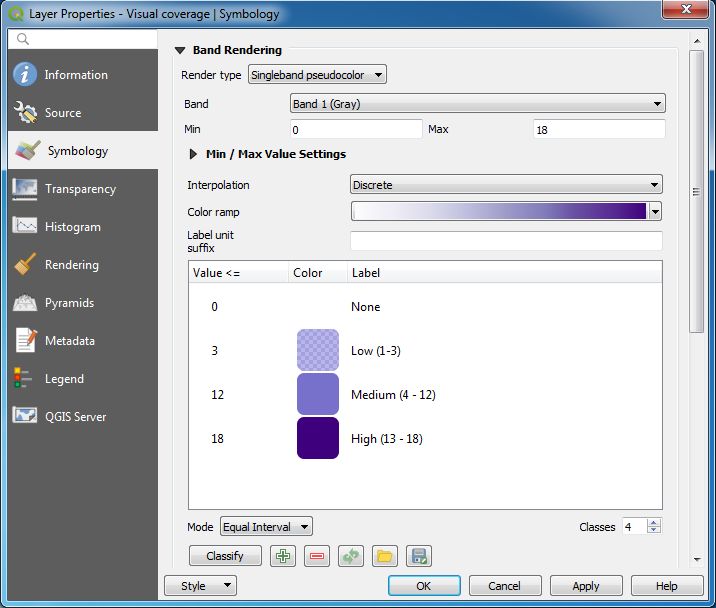 Layer Properties - Visual coverage | Symbology
Information
Source
Symbology
Transparency
Histogram
Rendering
Pyramids
Metadata
Legend
QGIS Server
Band Rendering
Render type Singleband pseudocolor
Band Band 1 (Gray)
Min 0 Max 18
Min / Max Value Settings
Interpolation Discrete
Color ramp
Label unit
suffix
Value <= Color Label
0 None
3 Low (1-3)
12 Medium (4 - 12)
18 High (13 - 18)
Mode Equal Interval Classes 4
Classify
Style OK Cancel Apply Help